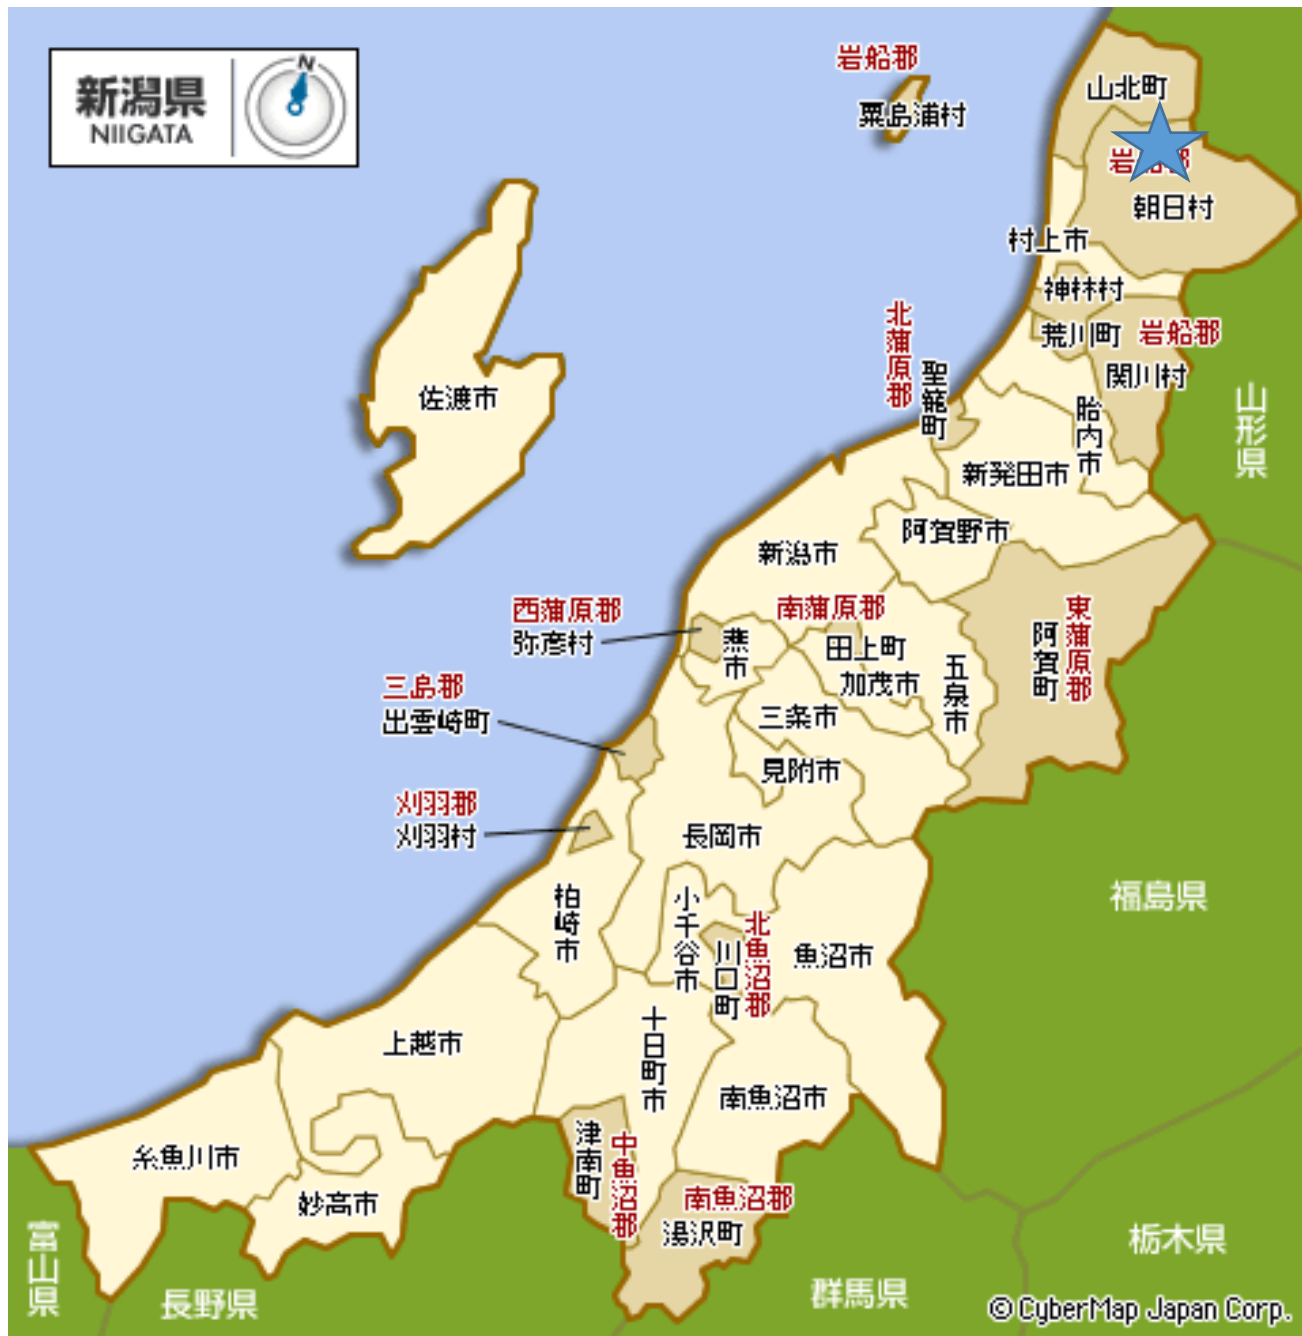 新潟県
NIIGATA
N
岩船郡
粟島浦村
山北町
朝日村
村上市
神林村
荒川町
岩船郡
関川村
北蒲原郡
聖籠町
胎内市
山形県
佐渡市
新発田市
阿賀野市
新潟市
西蒲原郡
弥彦村
燕市
南蒲原郡
田上町
加茂市
五泉市
東蒲原郡
阿賀町
三島郡
出雲崎町
三条市
見附市
刈羽郡
刈羽村
長岡市
柏崎市
小千谷市
北魚沼郡
川口町
魚沼市
福島県
上越市
十日町市
南魚沼市
糸魚川市
妙高市
津南町
中魚沼郡
南魚沼郡
湯沢町
富山県
長野県
群馬県
栃木県
© CyberMap Japan Corp.